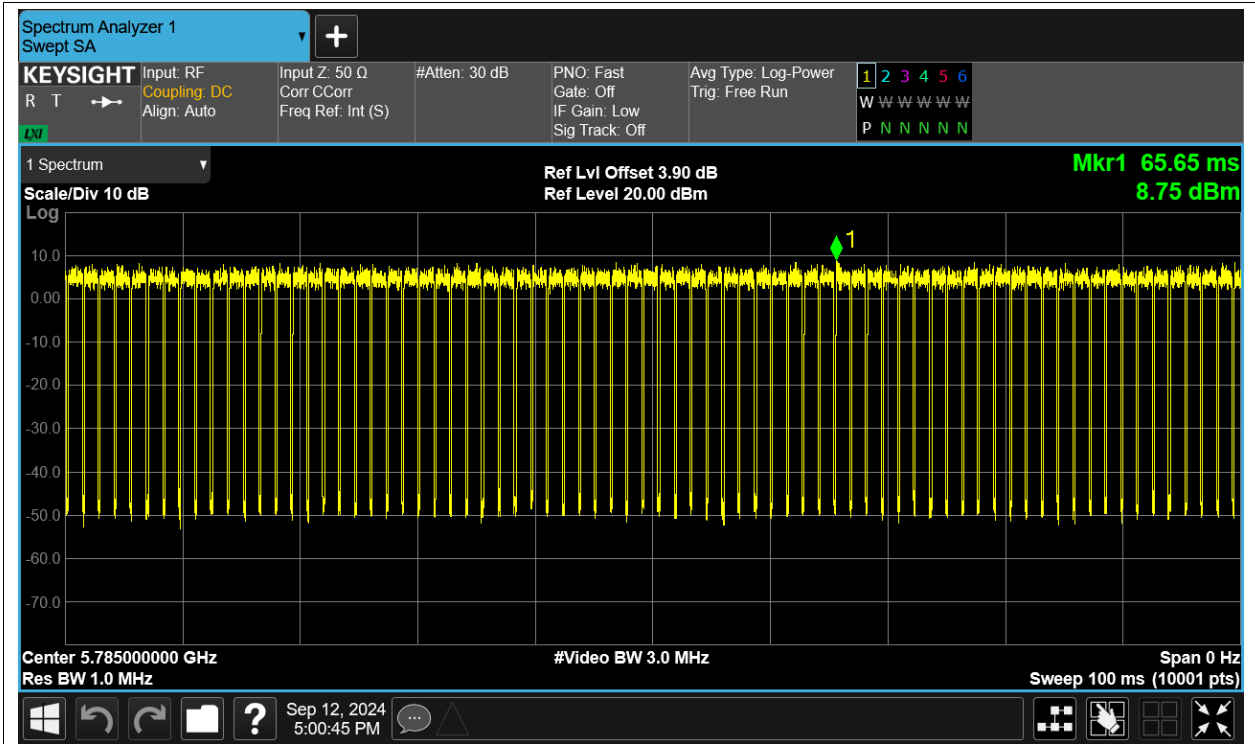 Spectrum Analyzer 1
Swept SA
KEYSIGHT
R T
LXI
Input: RF
Coupling: DC
Align: Auto
Input Z: 50 Ω
Corr CCorr
Freq Ref: Int (S)
#Atten: 30 dB
PNO: Fast
Gate: Off
IF Gain: Low
Sig Track: Off
Avg Type: Log-Power
Trig: Free Run
1 2 3 4 5 6
W W W W W W
P N N N N N
1 Spectrum
Scale/Div 10 dB
Log
Ref Lvl Offset 3.90 dB
Ref Level 20.00 dBm
Mkr1 65.65 ms
8.75 dBm
1
10.0
0.00
-10.0
-20.0
-30.0
-40.0
-50.0
-60.0
-70.0
Center 5.785000000 GHz
Res BW 1.0 MHz
#Video BW 3.0 MHz
Span 0 Hz
Sweep 100 ms (10001 pts)
?
Sep 12, 2024
5:00:45 PM